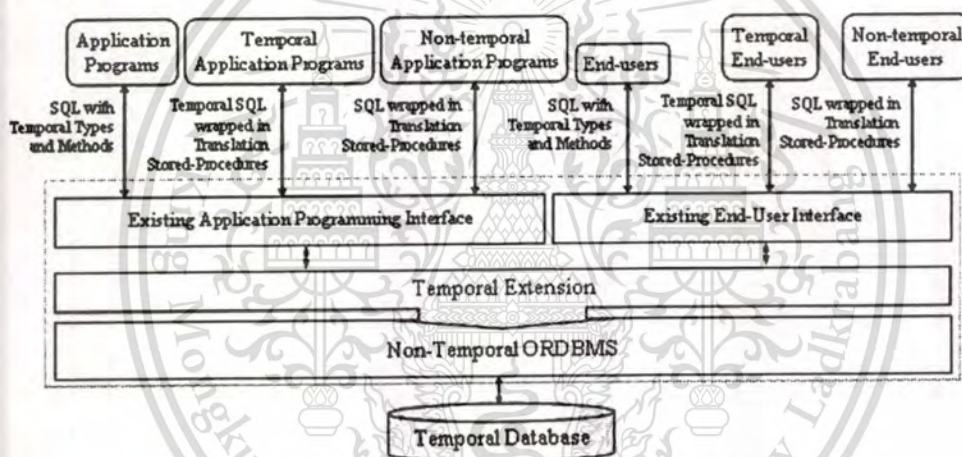 Application
Programs
Temporal
Application Programs
Non-temporal
Application Programs
End-users
Temporal
End-users
Non-temporal
End-users
SQL with
Temporal Types
and Methods
Temporal SQL
wrapped in
Translation
Stored-Procedures
SQL wrapped in
Translation
Stored-Procedures
SQL with
Temporal Types
and Methods
Temporal SQL
wrapped in
Translation
Stored-Procedures
SQL wrapped in
Translation
Stored-Procedures
Existing Application Programming Interface
Existing End-User Interface
Temporal Extension
Non-Temporal ORDBMS
Temporal Database